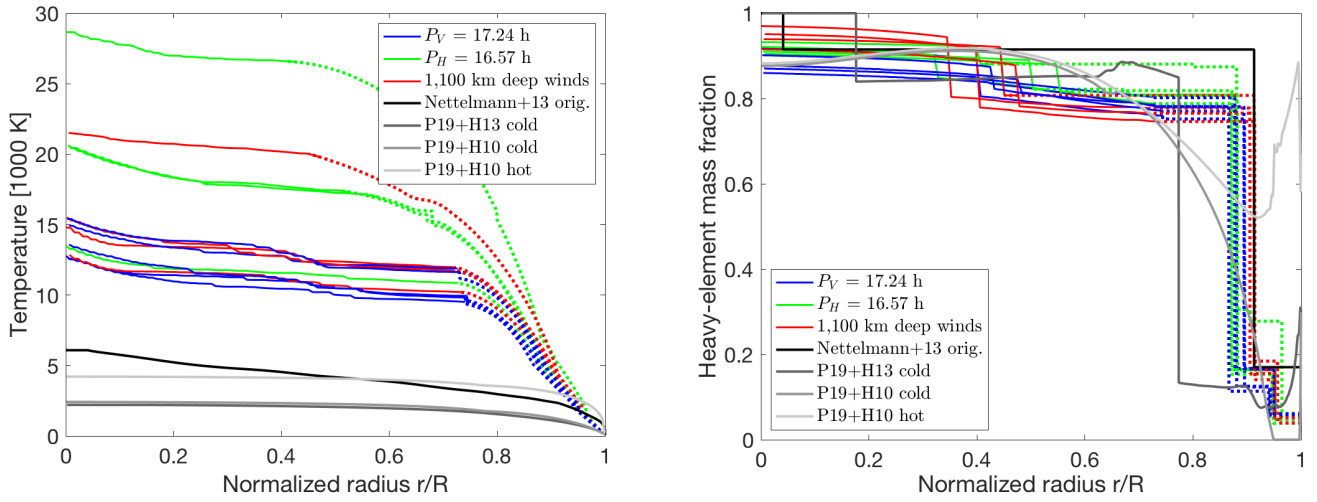 30
25
20
15
10
5
0
Temperature [1000 K]
P_V = 17.24 h
P_H = 16.57 h
1,100 km deep winds
Nettelmann+13 orig.
P19+H13 cold
P19+H10 cold
P19+H10 hot
0 0.2 0.4 0.6 0.8 1
Normalized radius r/R
1
0.8
0.6
0.4
0.2
0
Heavy-element mass fraction
P_V = 17.24 h
P_H = 16.57 h
1,100 km deep winds
Nettelmann+13 orig.
P19+H13 cold
P19+H10 cold
P19+H10 hot
0 0.2 0.4 0.6 0.8 1
Normalized radius r/R